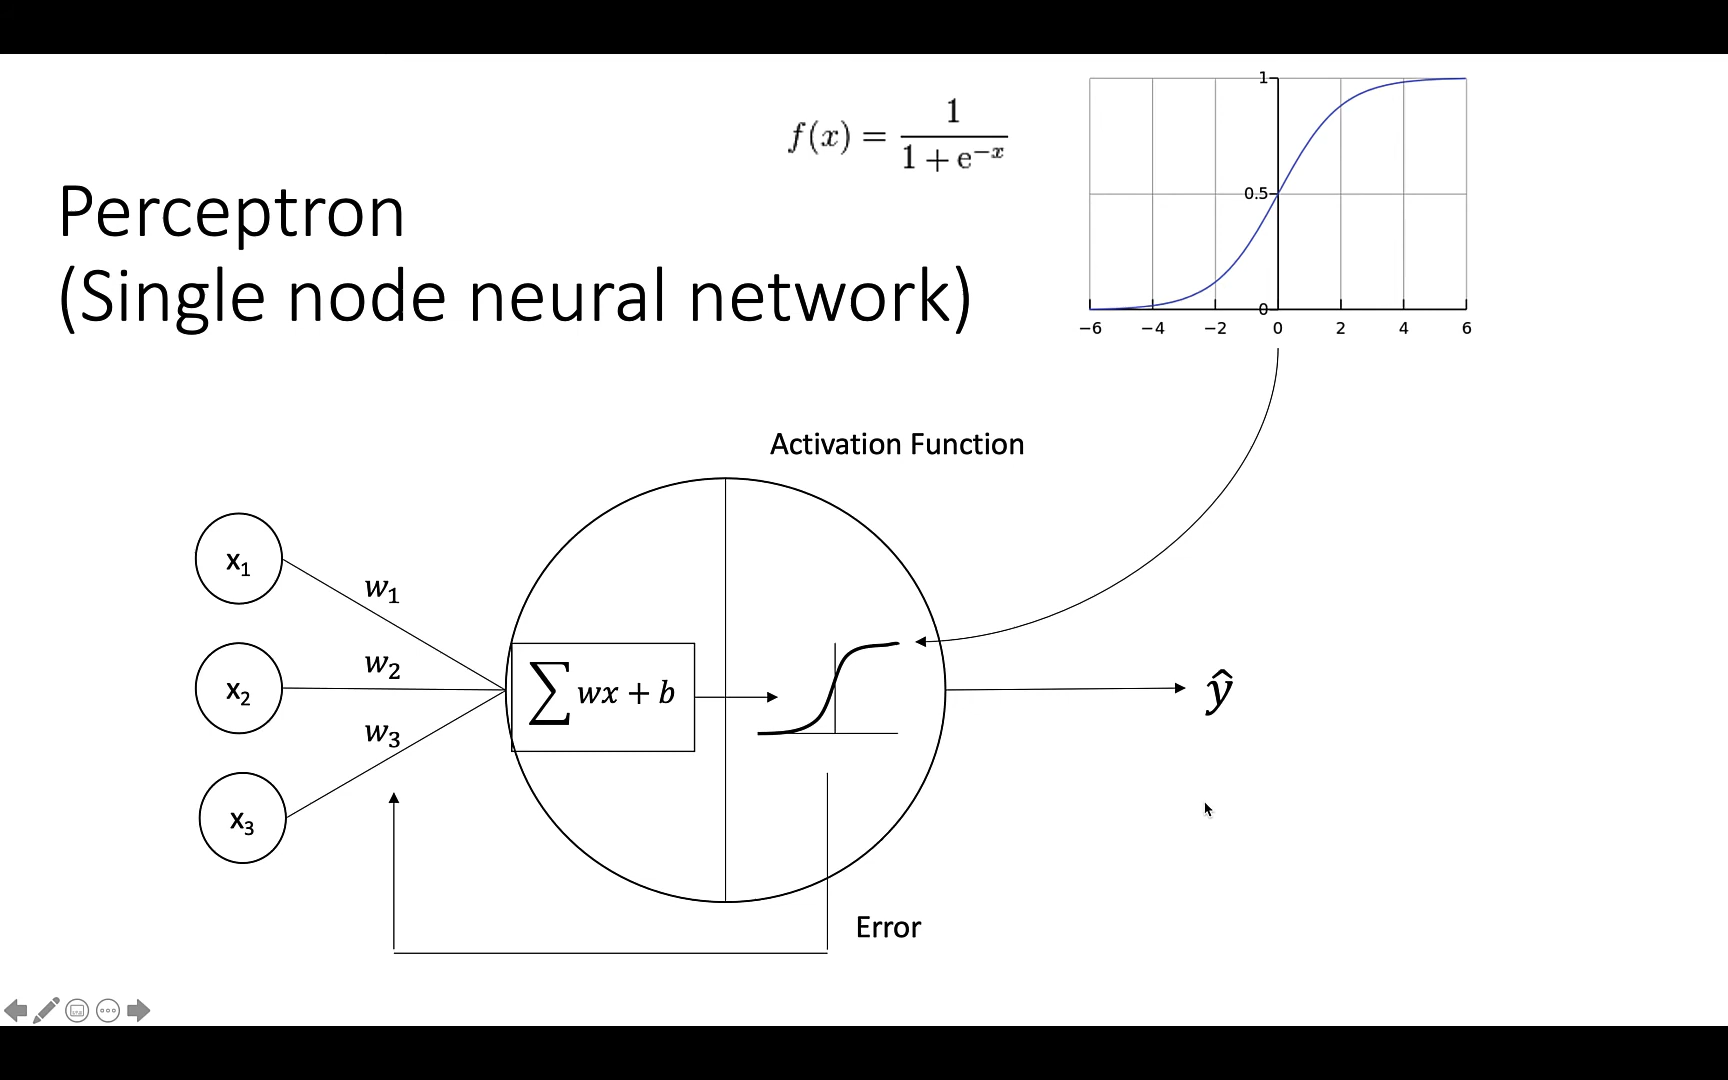 f(x) = 1 / (1 + e^{−x})
1
0.5
0
−6 −4 −2 0 2 4 6
Perceptron
(Single node neural network)
Activation Function
x₁
w₁
x₂
w₂
∑ wx + b
ŷ
w₃
x₃
Error